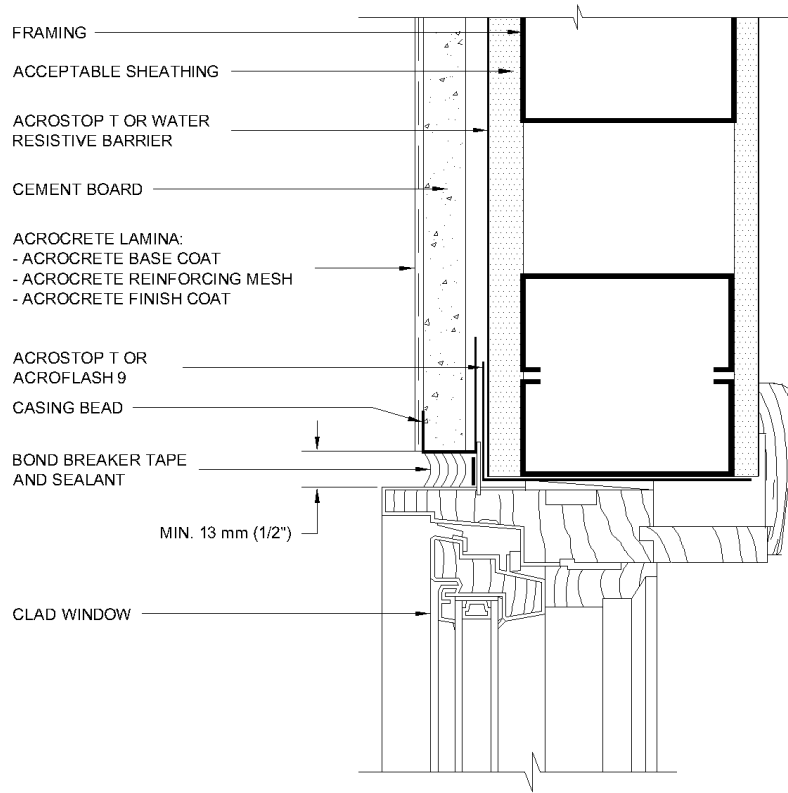 FRAMING
ACCEPTABLE SHEATHING
ACROSTOP T OR WATER
RESISTIVE BARRIER
CEMENT BOARD
ACROCRETE LAMINA:
- ACROCRETE BASE COAT
- ACROCRETE REINFORCING MESH
- ACROCRETE FINISH COAT
ACROSTOP T OR
ACROFLASH 9
CASING BEAD
BOND BREAKER TAPE
AND SEALANT
MIN. 13 mm (1/2")
CLAD WINDOW